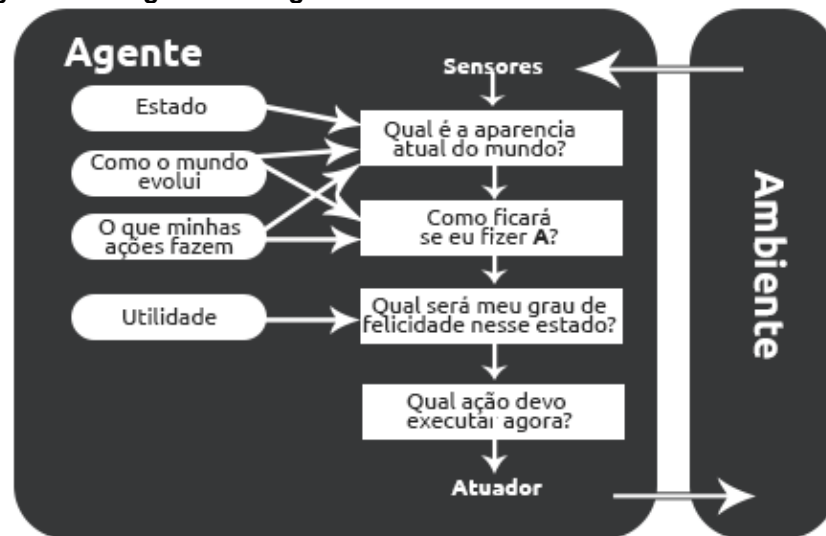 Agente
Sensores
Estado
Qual é a aparencia
atual do mundo?
Como o mundo
evolui
O que minhas
ações fazem
Como ficará
se eu fizer A?
Utilidade
Qual será meu grau de
felicidade nesse estado?
Qual ação devo
executar agora?
Atuador
Ambiente